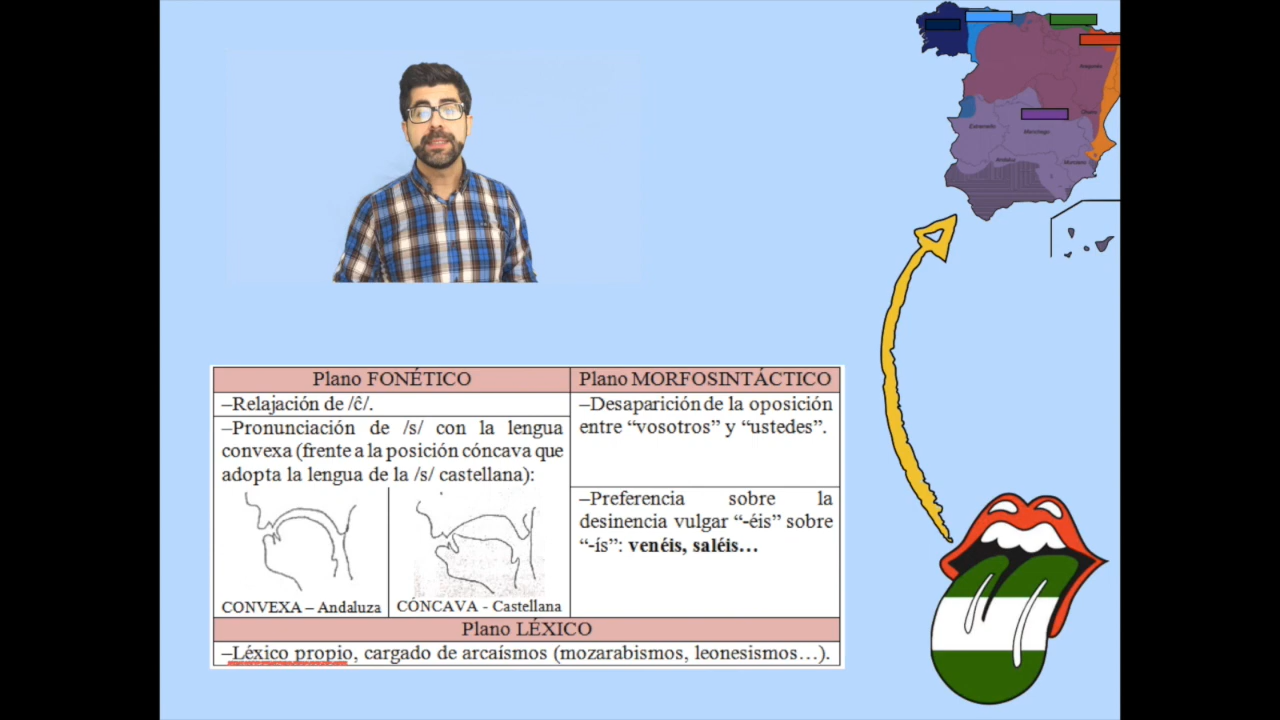 Plano FONÉTICO
–Relajación de /ĉ/.
–Pronunciación de /s/ con la lengua
convexa (frente a la posición cóncava que
adopta la lengua de la /s/ castellana):
CONVEXA – Andaluza
CÓNCAVA - Castellana
Plano MORFOSINTÁCTICO
–Desaparición de la oposición
entre “vosotros” y “ustedes”.
–Preferencia sobre la
desinencia vulgar “-éis” sobre
“-ís”: venéis, saléis…
Plano LÉXICO
–Léxico propio, cargado de arcaísmos (mozarabismos, leonesismos…).